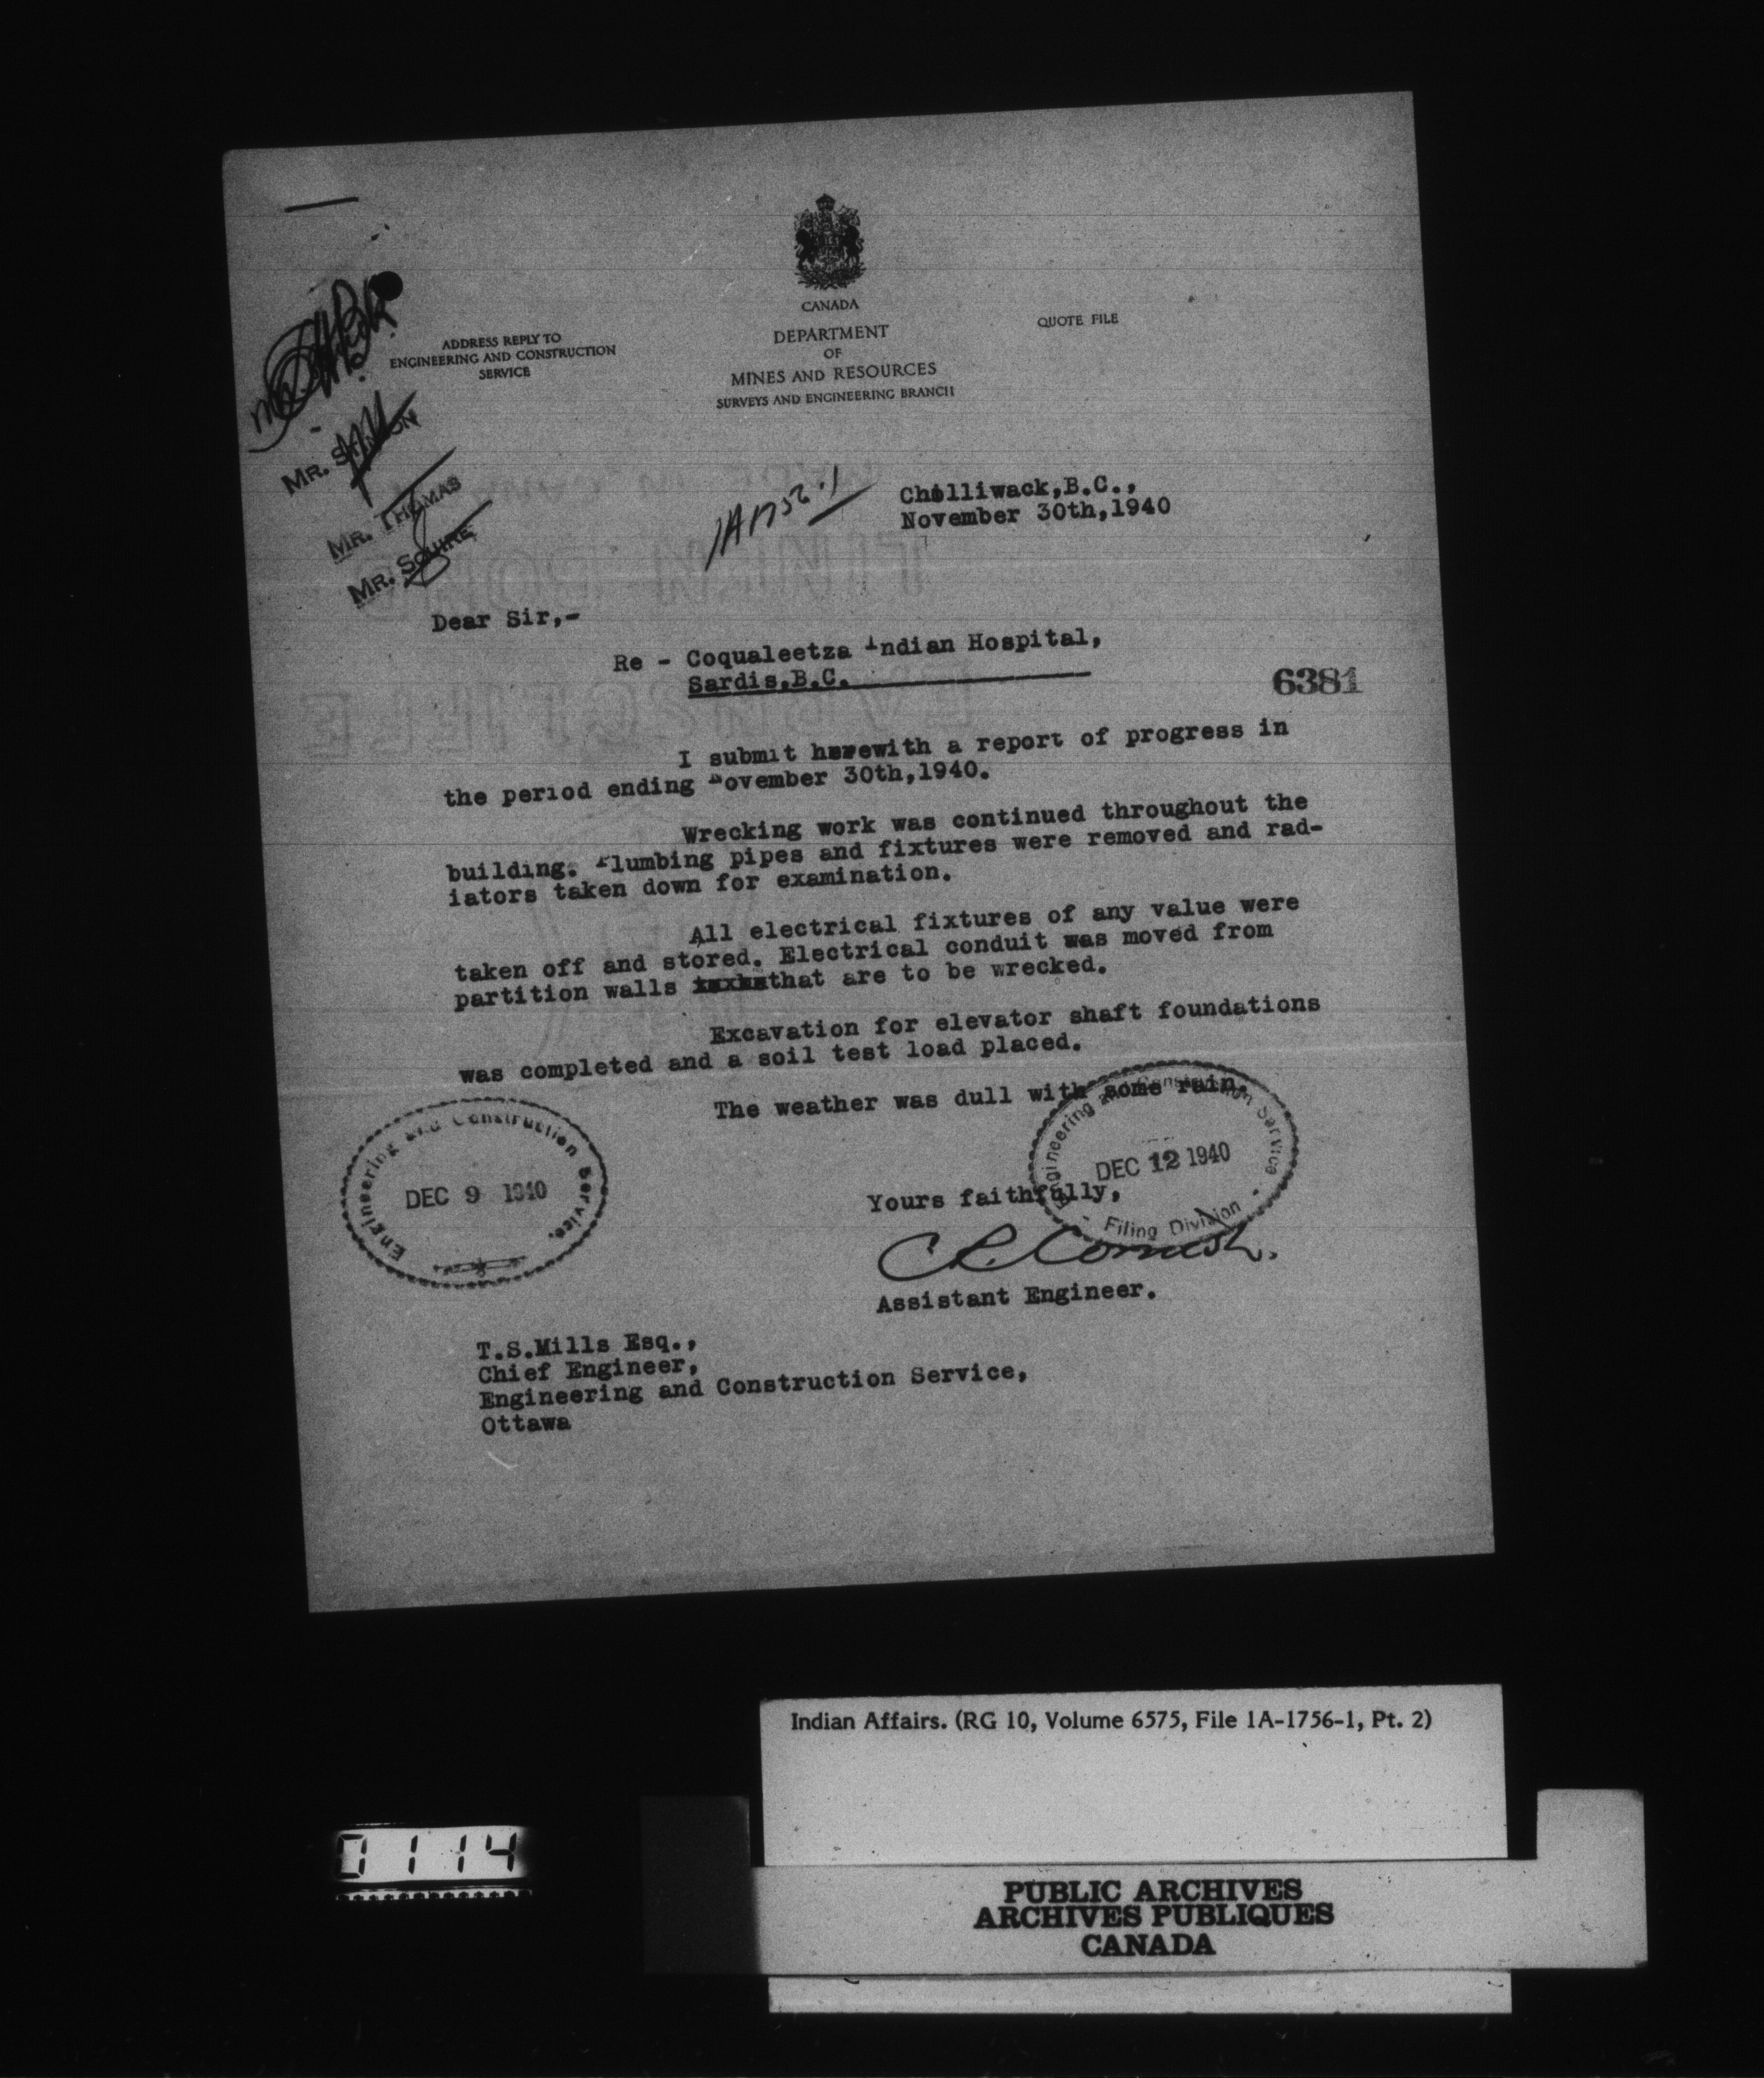 CANADA
DEPARTMENT
OF
MINES AND RESOURCES
SURVEYS AND ENGINEERING BRANCH
ADDRESS REPLY TO
ENGINEERING AND CONSTRUCTION
SERVICE
QUOTE FILE
MR.
MR. THOMAS
MR. SQUIRE
Chilliwack,B.C.,
November 30th,1940
Dear Sir,-
Re - Coqualeetza Indian Hospital,
Sardis,B.C.
6381
I submit herewith a report of progress in
the period ending November 30th,1940.
Wrecking work was continued throughout the
building. Plumbing pipes and fixtures were removed and rad-
iators taken down for examination.
All electrical fixtures of any value were
taken off and stored. Electrical conduit was moved from
partition walls that are to be wrecked.
Excavation for elevator shaft foundations
was completed and a soil test load placed.
The weather was dull with some rain.
Engineering and Construction Service.
DEC 9 1940
Engineering and Construction Service
DEC 12 1940
Filing Division
Yours faithfully,
C R Cornish.
Assistant Engineer.
T.S.Mills Esq.,
Chief Engineer,
Engineering and Construction Service,
Ottawa
Indian Affairs. (RG 10, Volume 6575, File 1A-1756-1, Pt. 2)
0114
PUBLIC ARCHIVES
ARCHIVES PUBLIQUES
CANADA